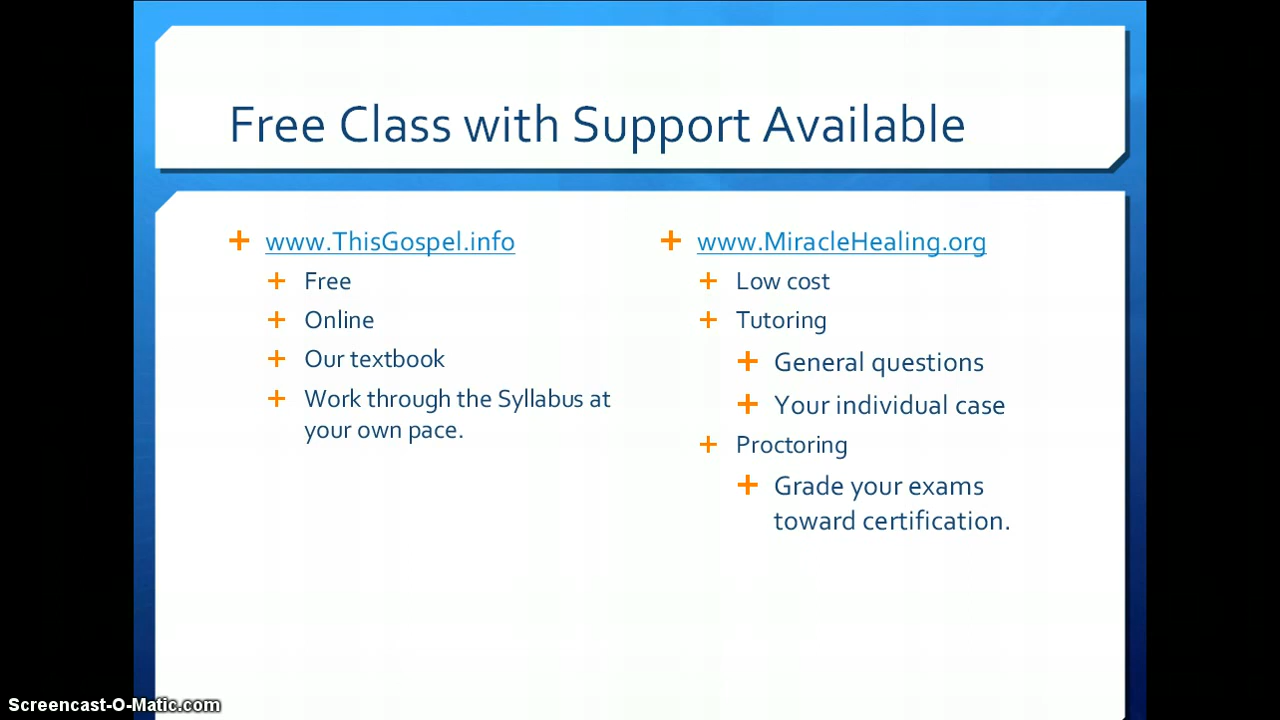 Free Class with Support Available
www.ThisGospel.info
Free
Online
Our textbook
Work through the Syllabus at
your own pace.
www.MiracleHealing.org
Low cost
Tutoring
General questions
Your individual case
Proctoring
Grade your exams
toward certification.
Screencast-O-Matic.com